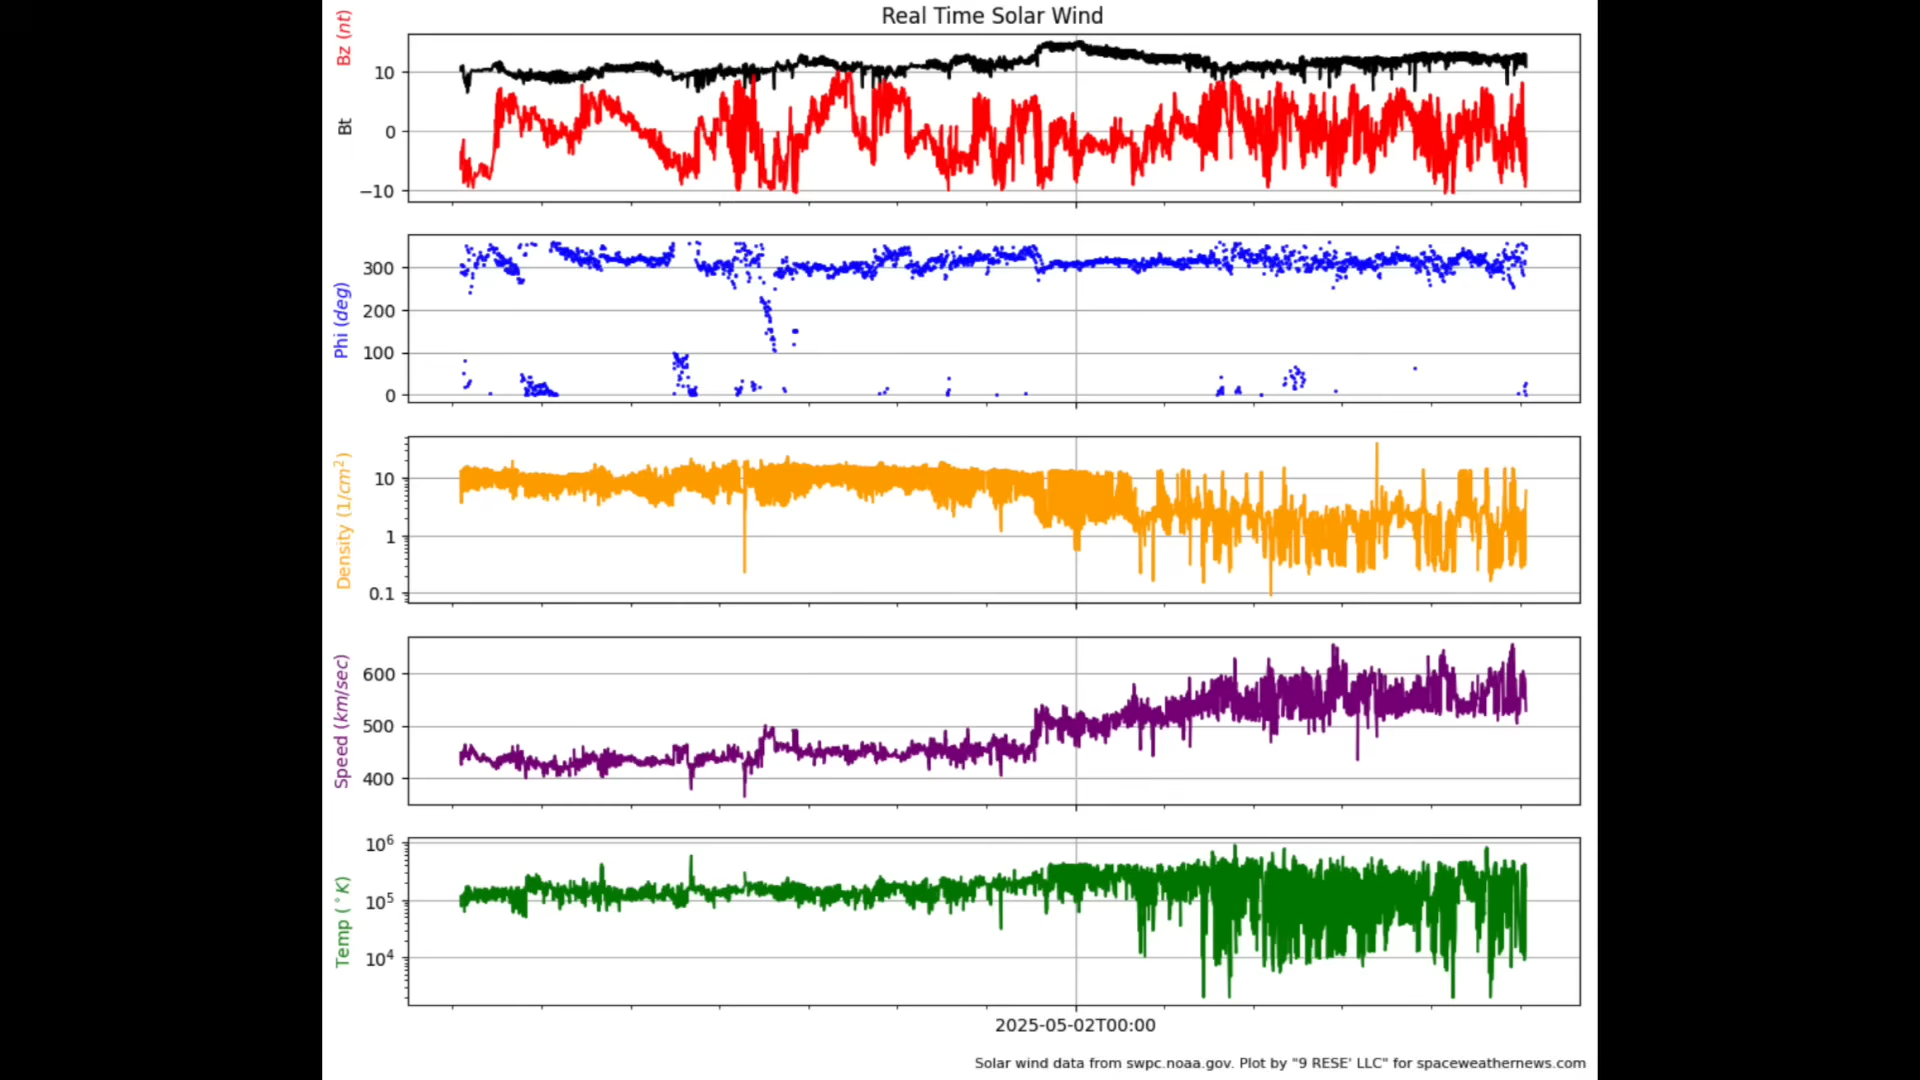 Real Time Solar Wind
Bz (nt)
Bt
10
0
−10
Phi (deg)
300
200
100
0
Density (1/cm²)
10
1
0.1
Speed (km/sec)
600
500
400
Temp (°K)
10⁶
10⁵
10⁴
2025-05-02T00:00
Solar wind data from swpc.noaa.gov. Plot by "9 RESE' LLC" for spaceweathernews.com